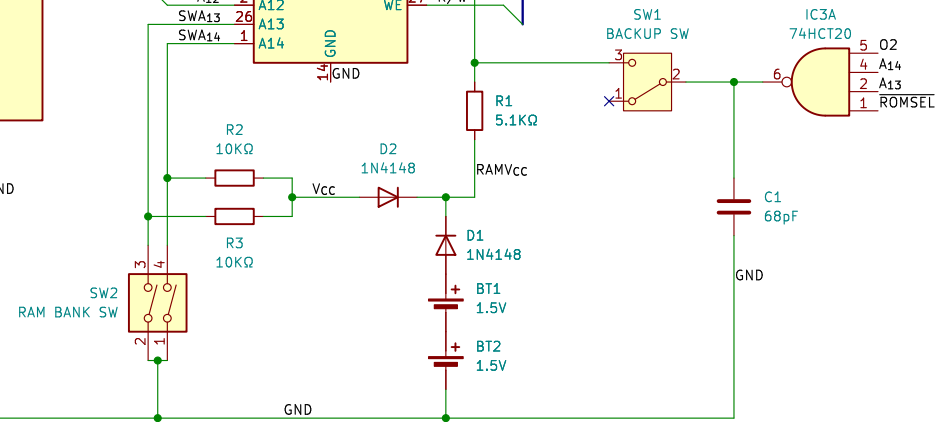 A12
SWA13 26 A13
SWA14 1 A14
GND
14 GND
WE
SW1
BACKUP SW
3
2
1
IC3A
74HCT20
6
5 O2
4 A14
2 A13
1 ROMSEL
R1
5.1KΩ
R2
10KΩ
D2
1N4148
RAMVcc
Vcc
ND
R3
10KΩ
C1
68pF
D1
1N4148
GND
3 4
SW2
RAM BANK SW
2 1
+ BT1
1.5V
+ BT2
1.5V
GND